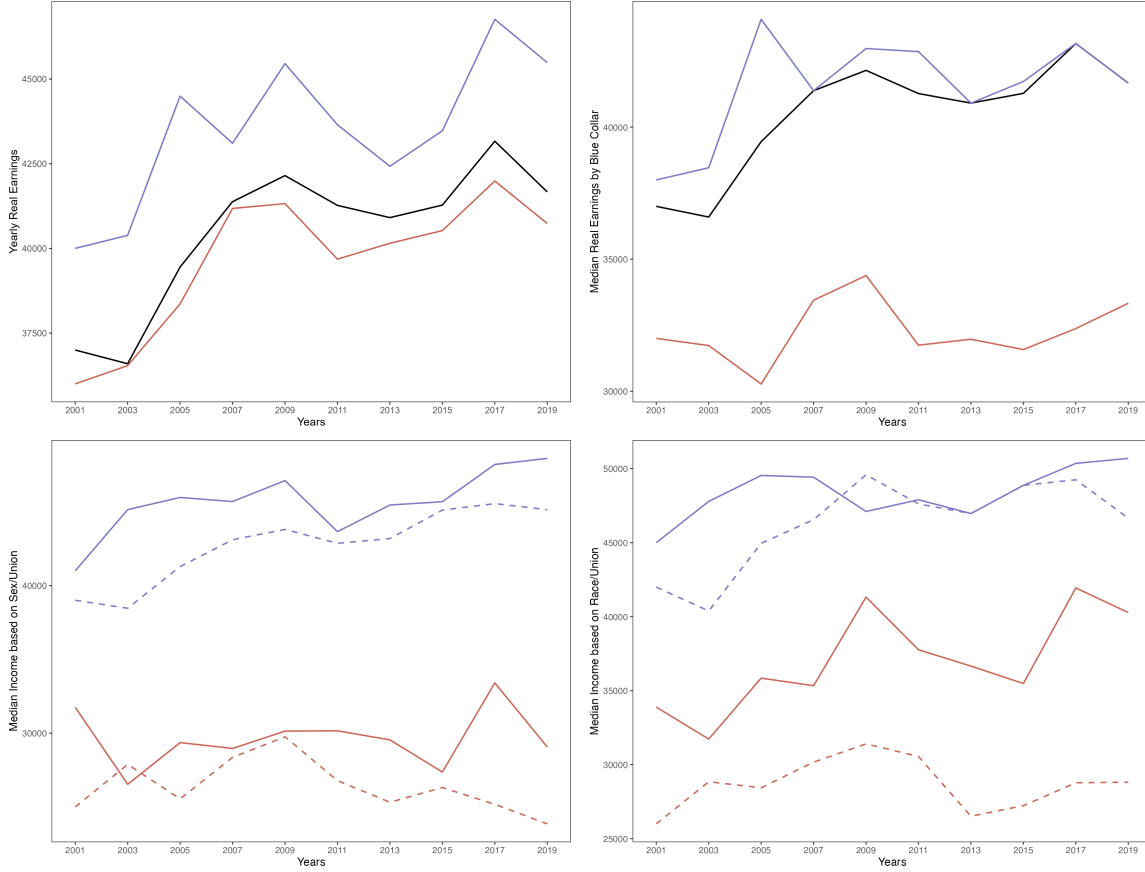 Yearly Real Earnings
45000
42500
40000
37500
2001 2003 2005 2007 2009 2011 2013 2015 2017 2019
Years
Median Real Earnings by Blue Collar
40000
35000
30000
2001 2003 2005 2007 2009 2011 2013 2015 2017 2019
Years
Median Income based on Sex/Union
40000
30000
2001 2003 2005 2007 2009 2011 2013 2015 2017 2019
Years
Median Income based on Race/Union
50000
45000
40000
35000
30000
25000
2001 2003 2005 2007 2009 2011 2013 2015 2017 2019
Years